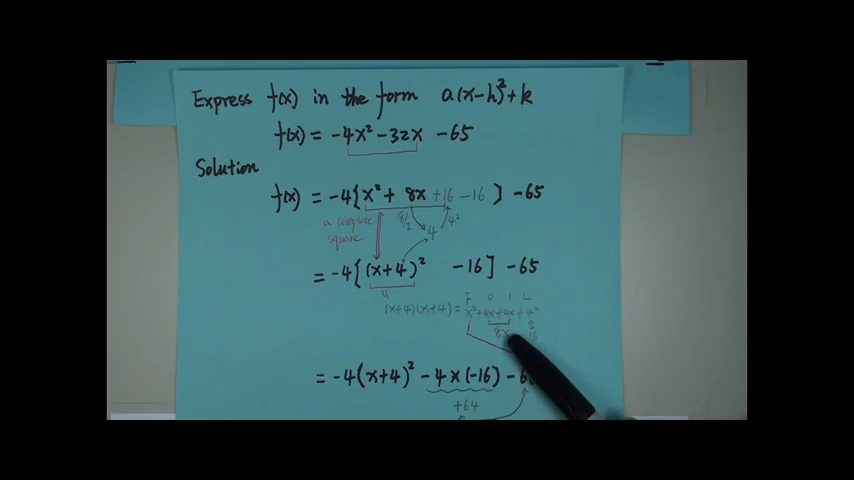 Express f(x) in the form a(x-h)²+k
f(x) = -4x² -32x -65
Solution
f(x) = -4[x² + 8x +16 -16 ] -65
a complete
square
8/2
4
4²
= -4[(x+4)² -16] -65
F O I L
(x+4)(x+4) = x²+4x+4x+4²
8x
16
= -4(x+4)² -4x(-16) -6
+64